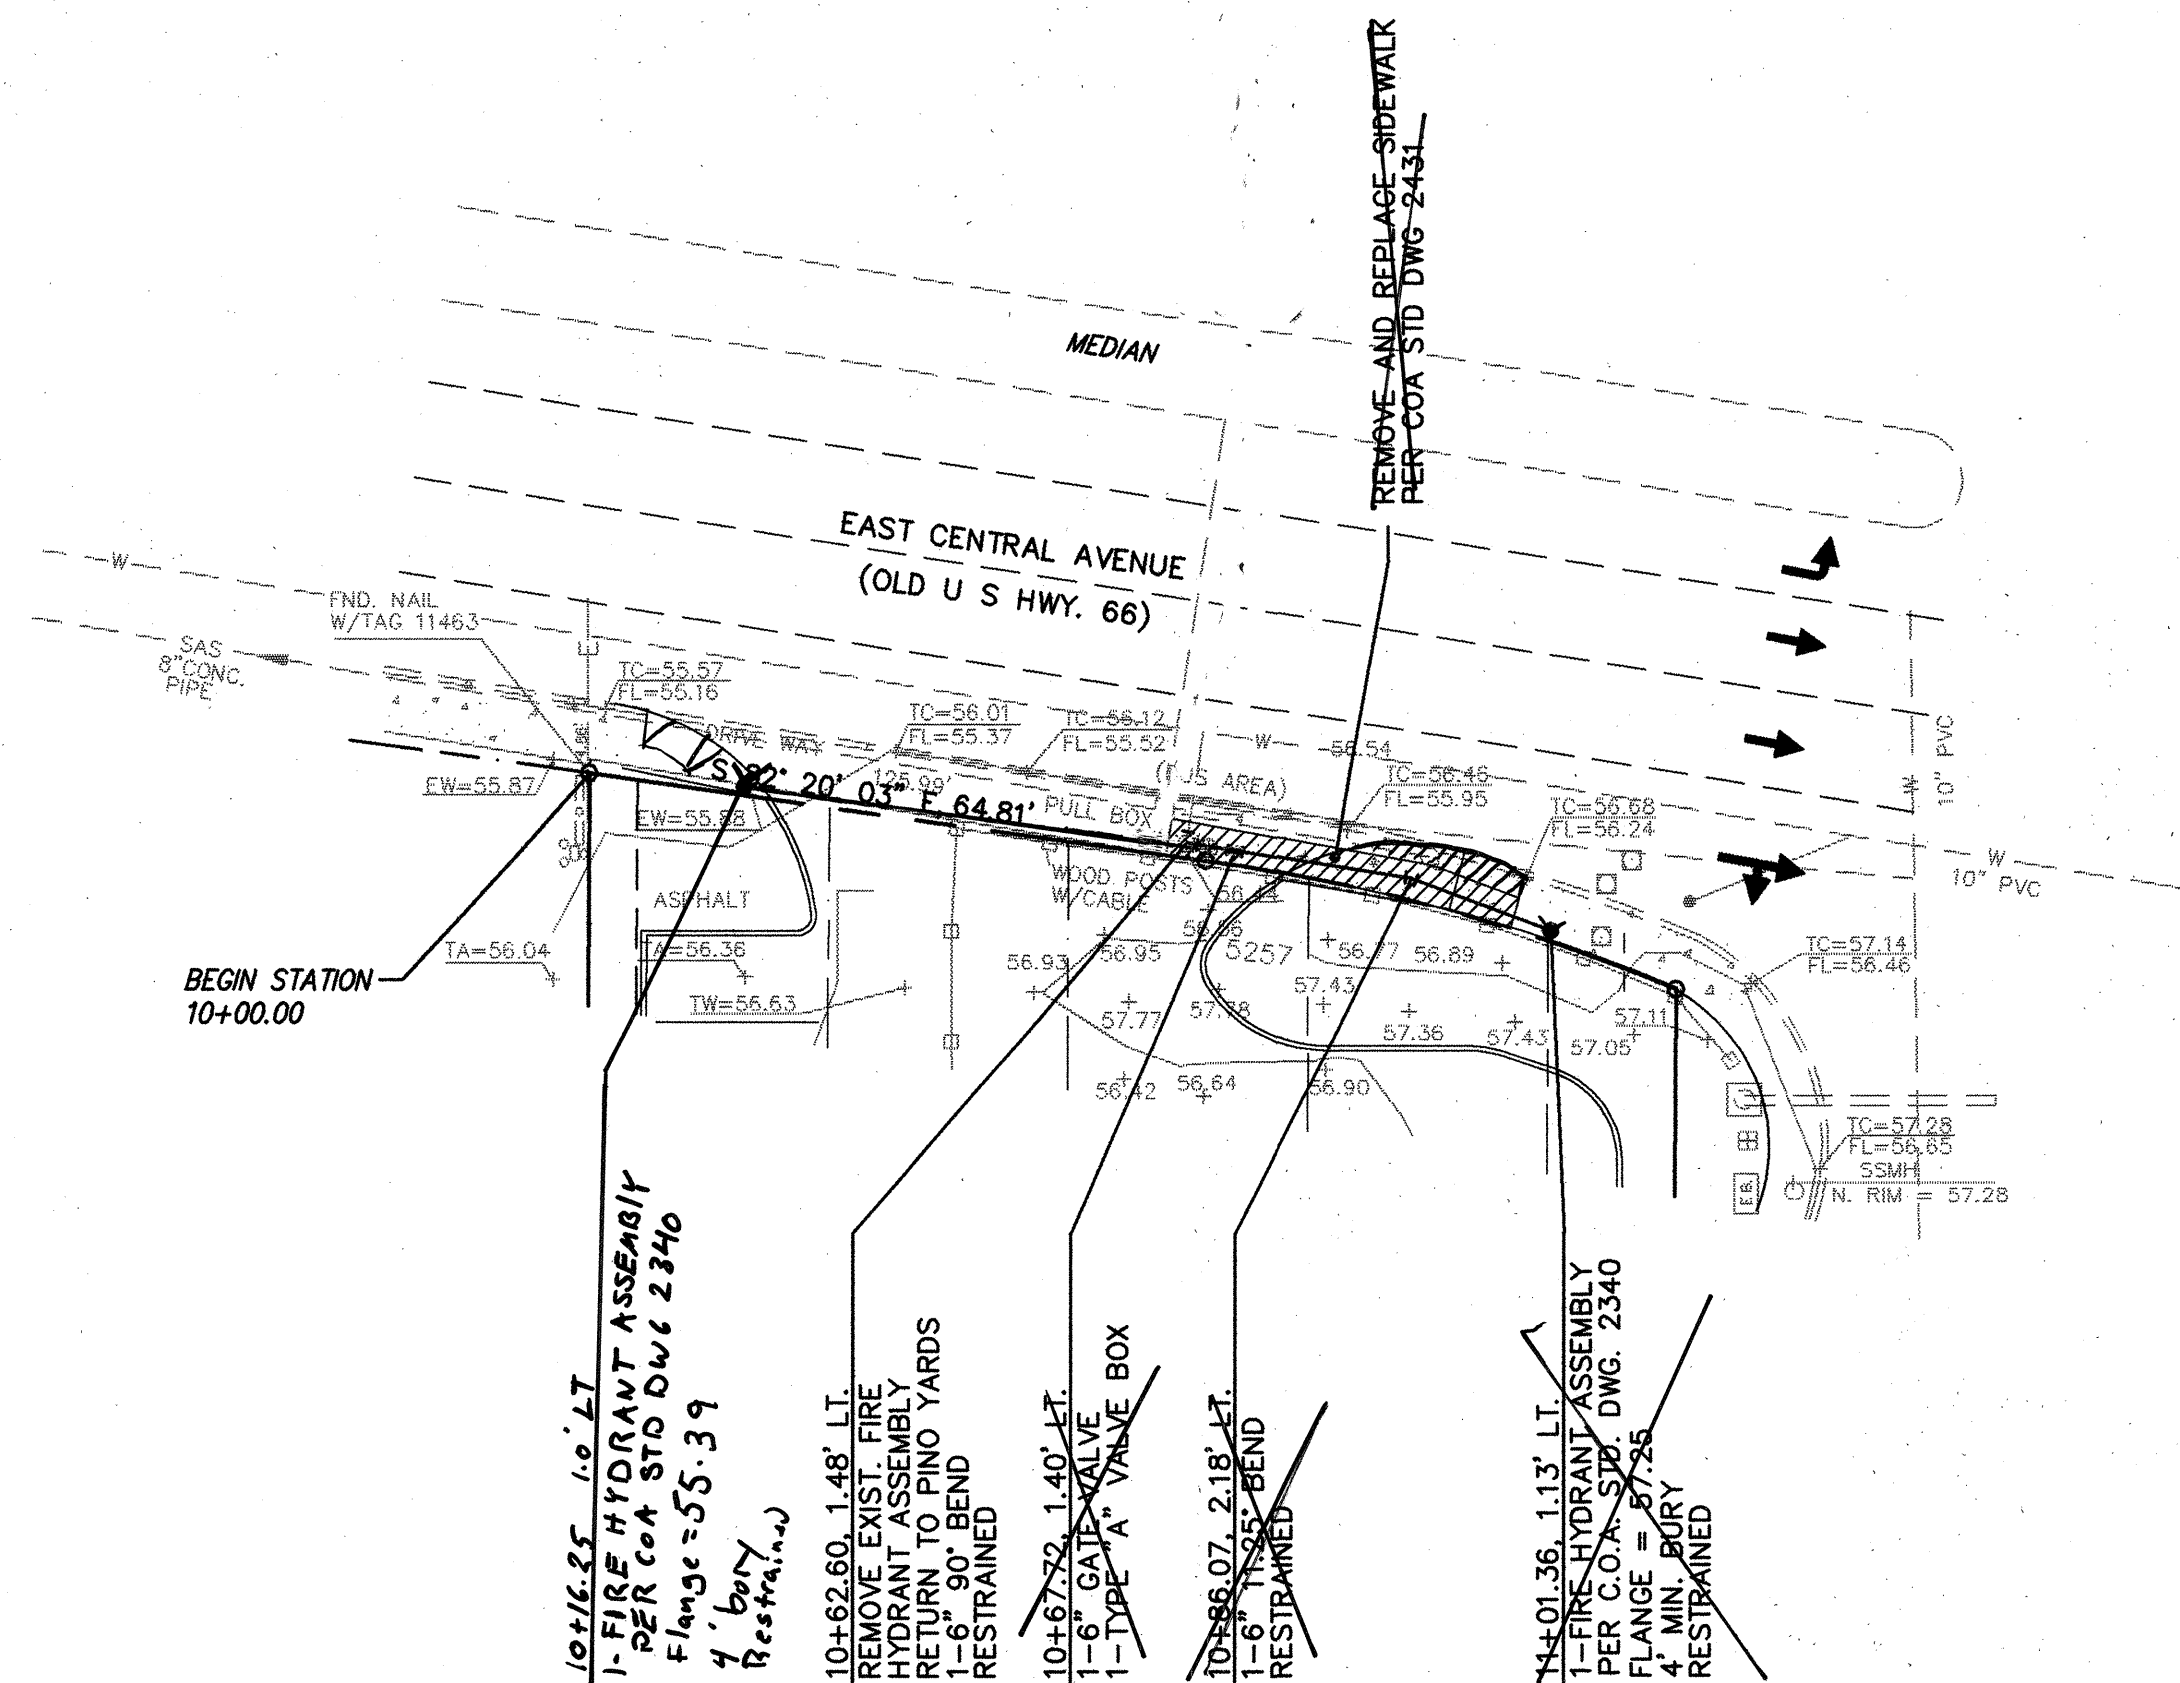 REMOVE AND REPLACE SIDEWALK
PER COA STD DWG 2431
MEDIAN
EAST CENTRAL AVENUE
(OLD U S HWY. 66)
W
FND. NAIL
W/TAG 11463
SAS
8" CONC.
PIPE
TC=55.57
FL=55.16
DRIVE WAY
TC=56.01
FL=55.37
TC=56.12
FL=55.52
W
56.54
(BUS AREA)
TC=56.46
FL=55.95
TC=56.68
FL=56.24
10" PVC
W
W
10" PVC
EW=55.87
S 82° 20' 03" E, 64.81'
125.99'
PULL BOX
EW=55.88
ASPHALT
WOOD POSTS
W/CABLE
TA=56.04
TA=56.36
TW=56.63
56.93
56.95
5257
56.77
56.89
57.43
57.77
57.78
57.36
57.43
57.11
57.05
56.42
56.64
56.90
TC=57.14
FL=56.46
TC=57.28
FL=56.65
SSMH
N. RIM = 57.28
BEGIN STATION
10+00.00
10+16.25 1.0' LT
1-FIRE HYDRANT ASSEMBLY
PER COA STD DWG 2340
Flange=55.39
4' bury
Restrained
10+62.60, 1.48' LT.
REMOVE EXIST. FIRE
HYDRANT ASSEMBLY
RETURN TO PINO YARDS
1-6" 90° BEND
RESTRAINED
10+67.72, 1.40' LT.
1-6" GATE VALVE
1-TYPE "A" VALVE BOX
10+86.07, 2.18' LT.
1-6" 11.25° BEND
RESTRAINED
11+01.36, 1.13' LT.
1-FIRE HYDRANT ASSEMBLY
PER C.O.A. STD. DWG. 2340
FLANGE = 57.25
4' MIN. BURY
RESTRAINED